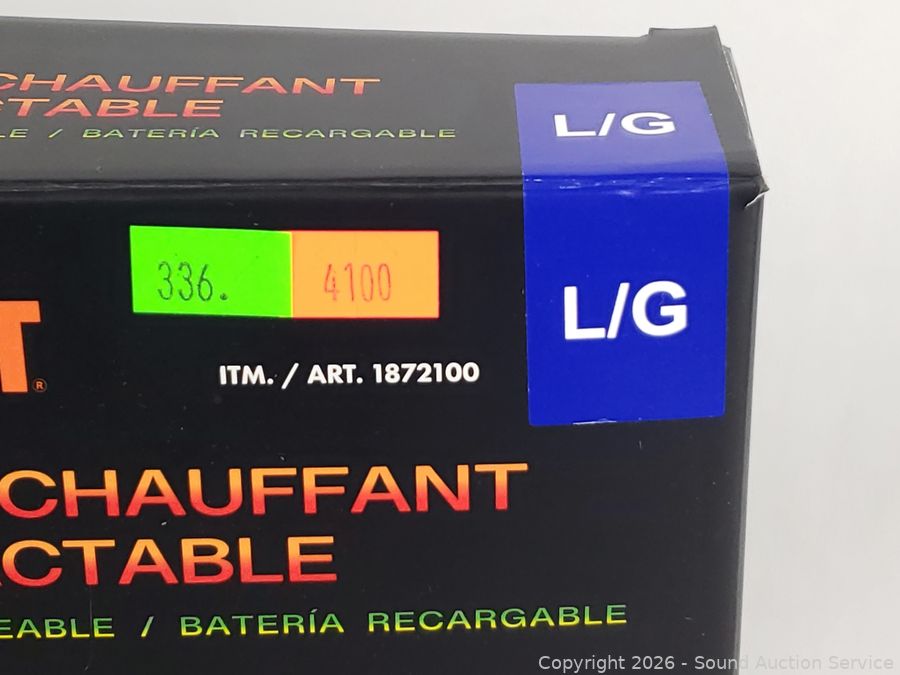 CHAUFFANT
CTABLE
LE / BATERÍA RECARGABLE
L/G
336.
4100
L/G
T®
ITM. / ART. 1872100
CHAUFFANT
CTABLE
EABLE / BATERÍA RECARGABLE
Copyright 2026 - Sound Auction Service